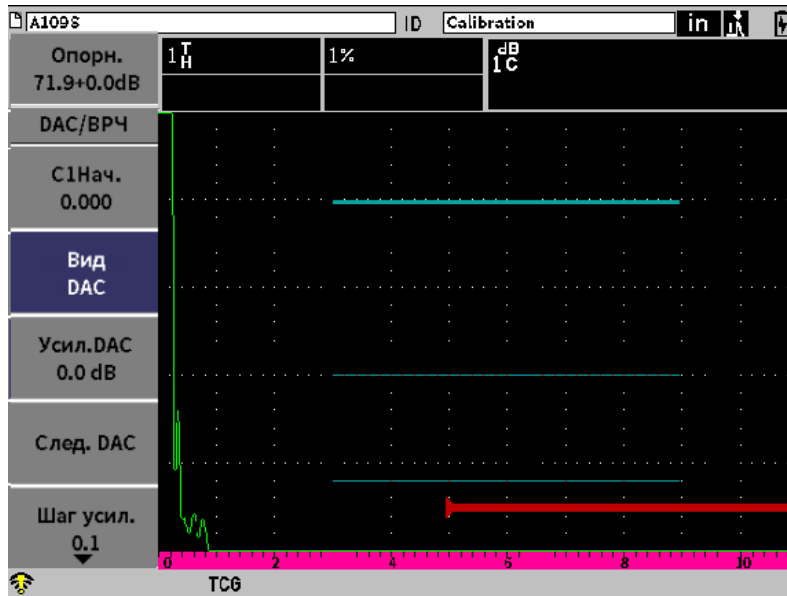 A109S ID Calibration in
Опорн.
71.9+0.0dB
1 T H
1%
1 dB C
DAC/ВРЧ
C1Нач.
0.000
Вид
DAC
Усил.DAC
0.0 dB
След. DAC
Шаг усил.
0.1
0 2 4 6 8 10
TCG